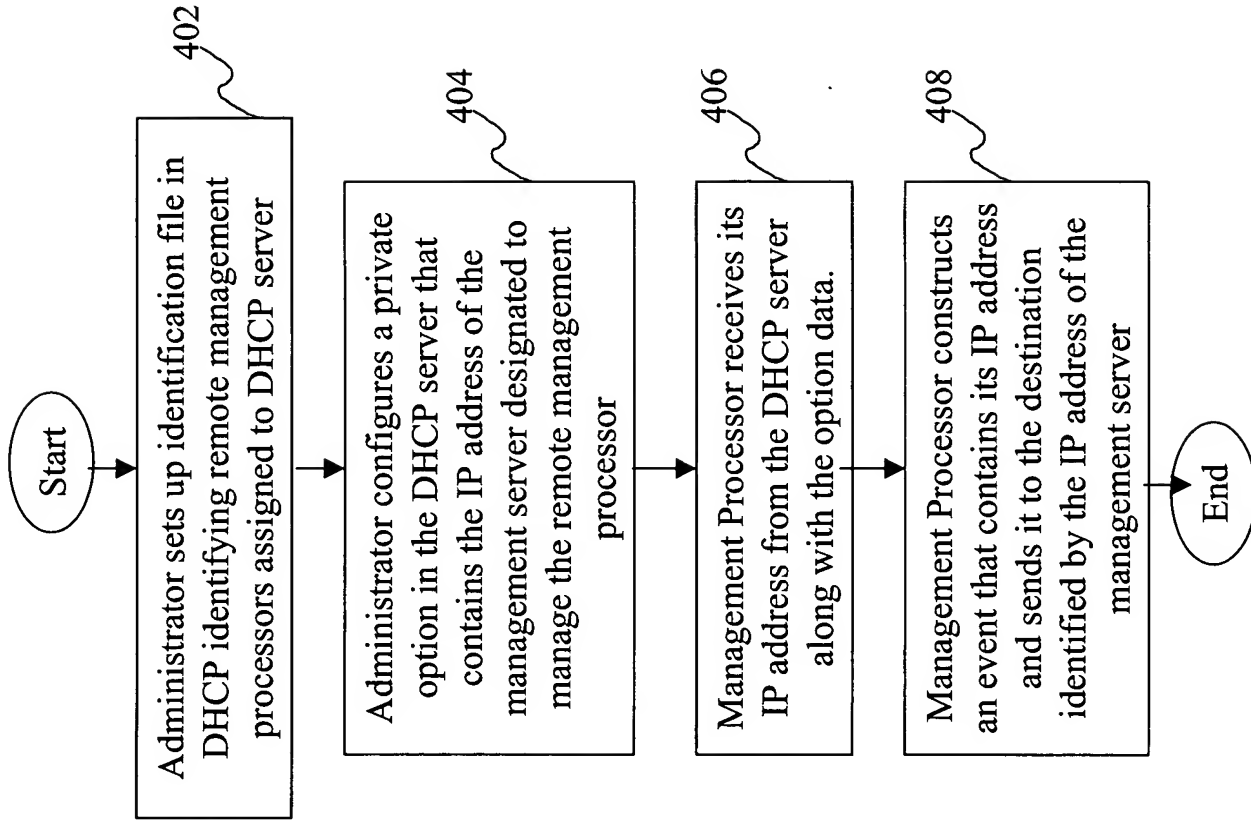 Start
402
Administrator sets up identification file in
DHCP identifying remote management
processors assigned to DHCP server
404
Administrator configures a private
option in the DHCP server that
contains the IP address of the
management server designated to
manage the remote management
processor
406
Management Processor receives its
IP address from the DHCP server
along with the option data.
408
Management Processor constructs
an event that contains its IP address
and sends it to the destination
identified by the IP address of the
management server
End